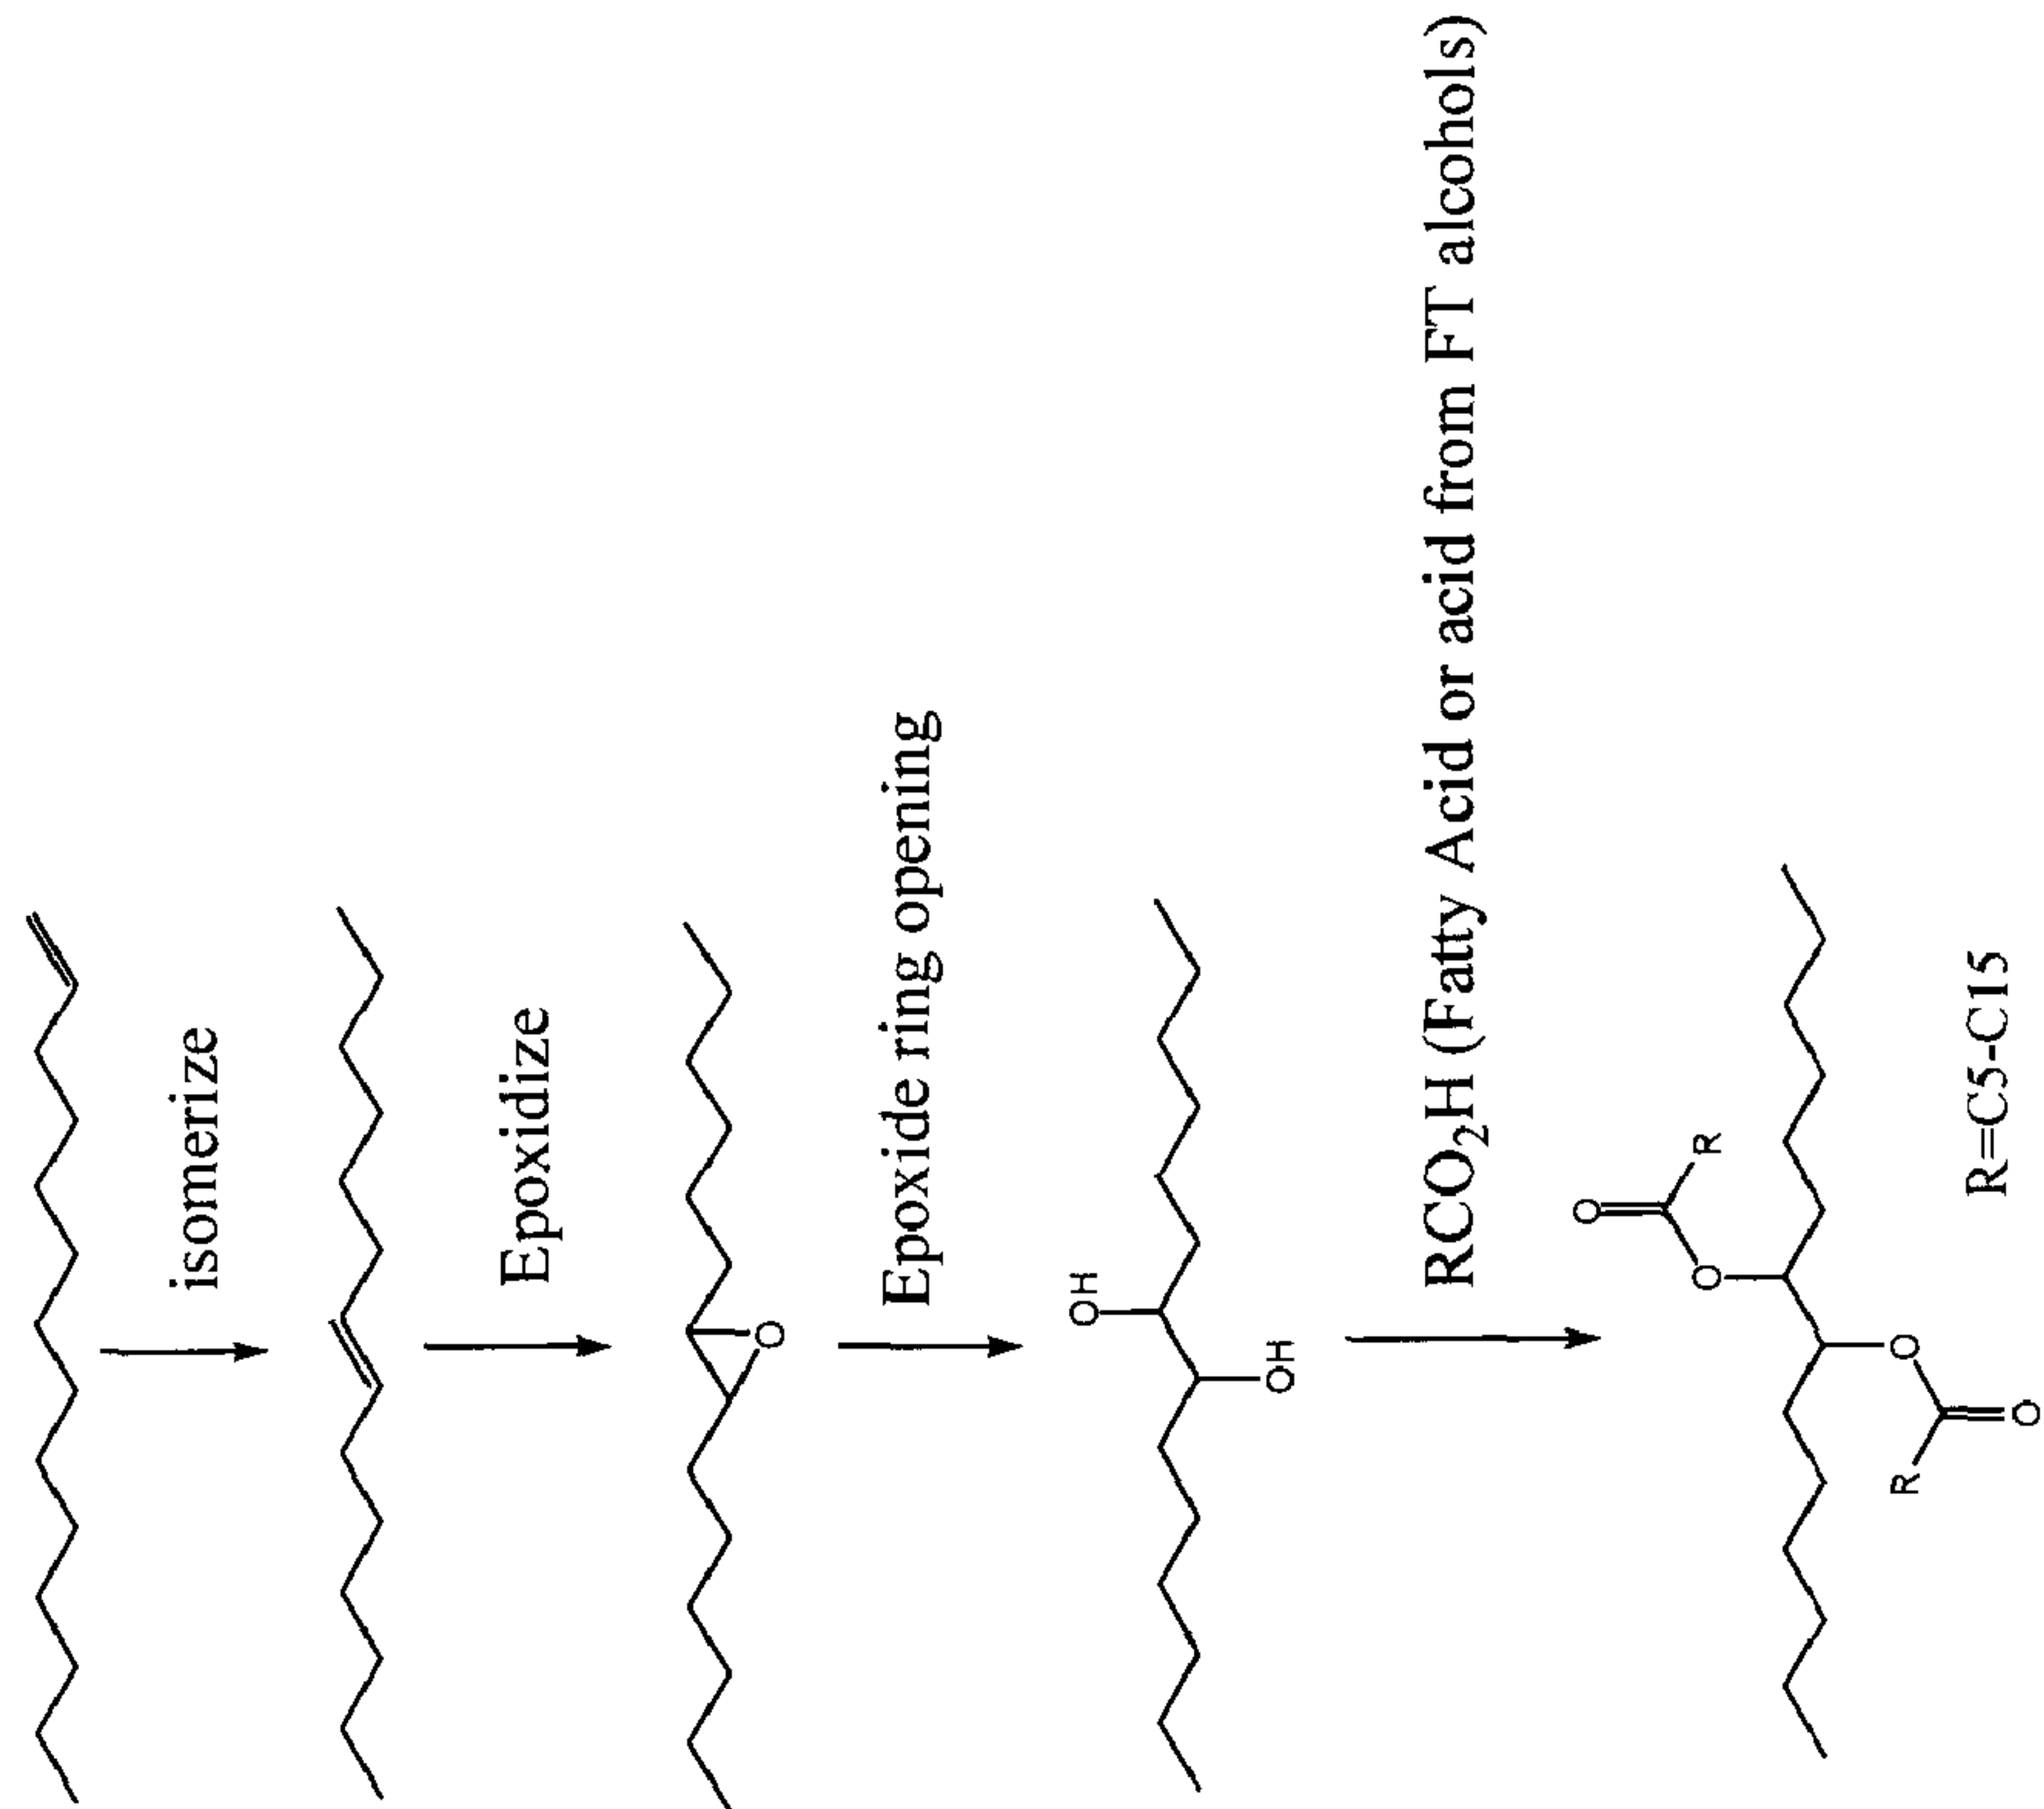 isomerize
Epoxidize
O
Epoxide ring opening
OH
OH
RCO₂H (Fatty Acid or acid from FT alcohols)
O
R
O
O
R
O
R=C5-C15